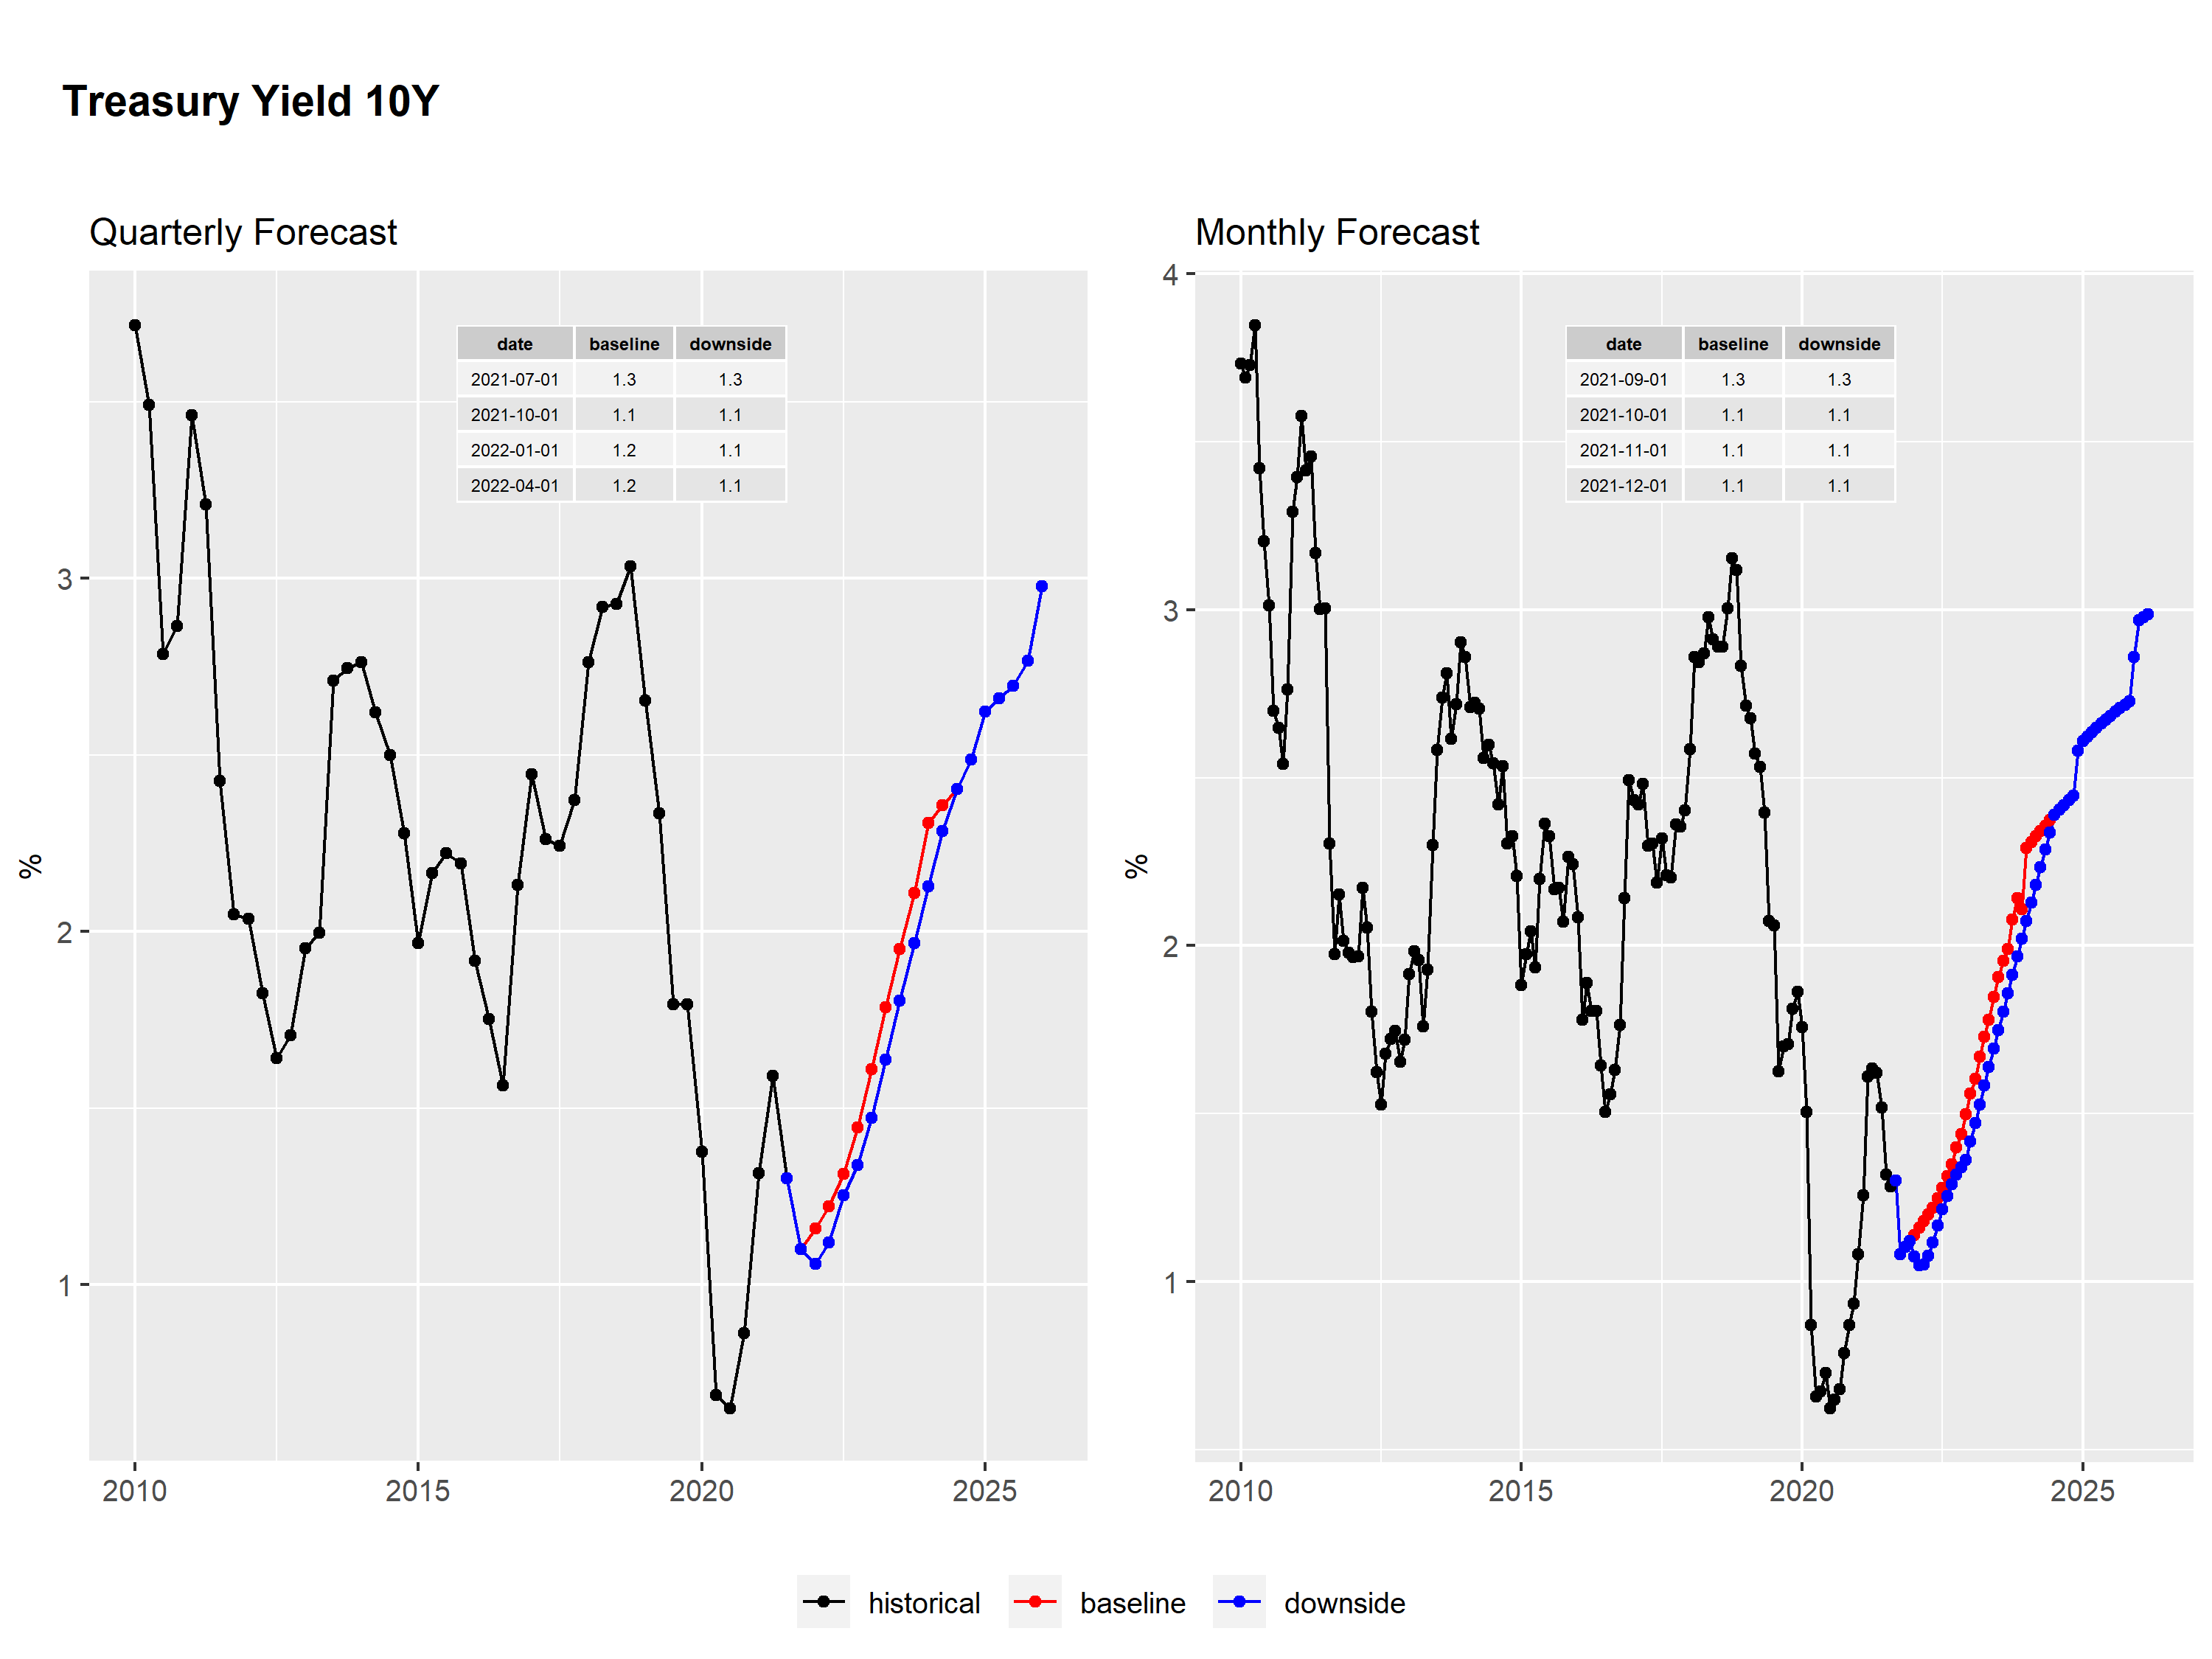 Treasury Yield 10Y
Quarterly Forecast
date baseline downside
2021-07-01 1.3 1.3
2021-10-01 1.1 1.1
2022-01-01 1.2 1.1
2022-04-01 1.2 1.1
3
2
1
%
2010 2015 2020 2025
Monthly Forecast
date baseline downside
2021-09-01 1.3 1.3
2021-10-01 1.1 1.1
2021-11-01 1.1 1.1
2021-12-01 1.1 1.1
4
3
2
1
%
2010 2015 2020 2025
historical baseline downside